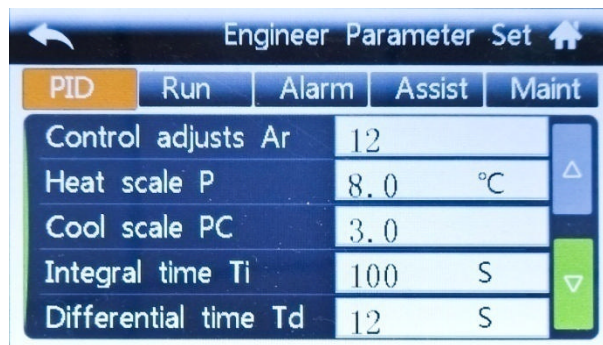 Engineer Parameter Set
PID Run Alarm Assist Maint
Control adjusts Ar 12
Heat scale P 8.0 °C
Cool scale PC 3.0
Integral time Ti 100 S
Differential time Td 12 S